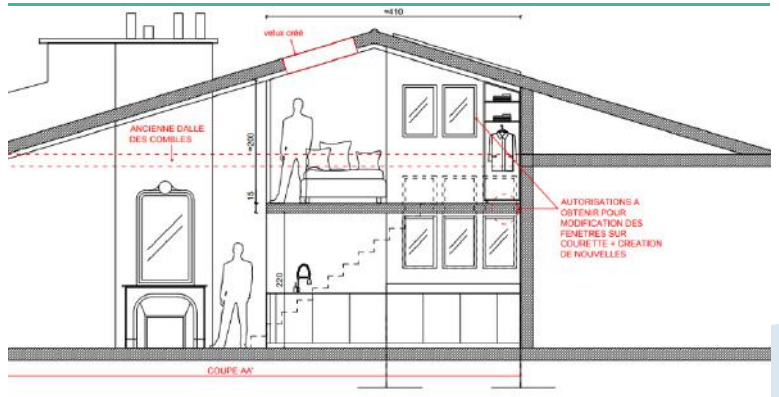 ≈410
velux créé
ANCIENNE DALLE
DES COMBLES
≈200
15
220
AUTORISATIONS A
OBTENIR POUR
MODIFICATION DES
FENETRES SUR
COURETTE + CREATION
DE NOUVELLES
COUPE AA'